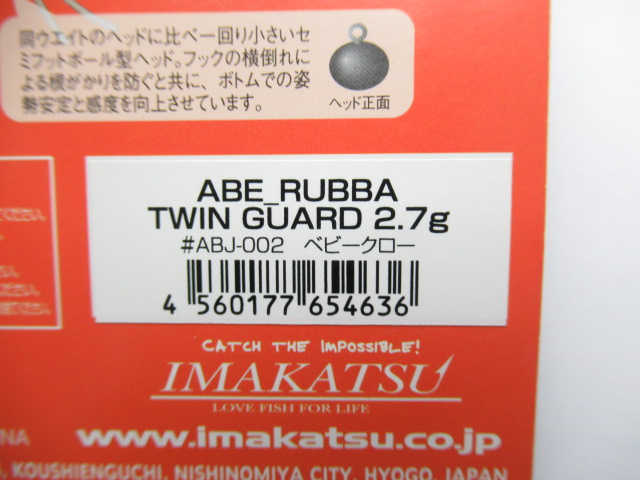 同ウエイトのヘッドに比べ一回り小さいセ
ミフットボール型ヘッド。フックの横倒れに
よる根がかりを防ぐと共に、ボトムでの姿
勢安定と感度を向上させています。
ヘッド正面
ください。
ABE_RUBBA
TWIN GUARD 2.7g
#ABJ-002 ベビークロー
4 560177 654636
CATCH THE IMPOSSIBLE!
IMAKATSU
LOVE FISH FOR LIFE
NA
www.imakatsu.co.jp
KOUSHIENGUCHI, NISHINOMIYA CITY, HYOGO, JAPAN